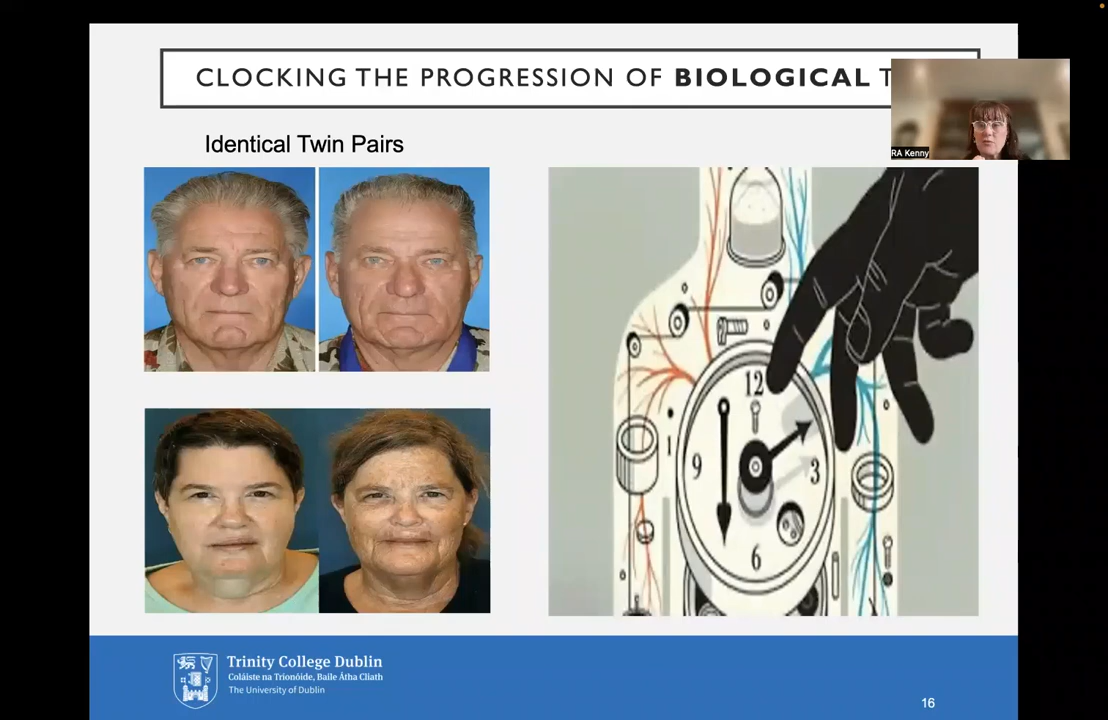 CLOCKING THE PROGRESSION OF BIOLOGICAL T
RA Kenny
Identical Twin Pairs
12
9
3
6
Trinity College Dublin
Coláiste na Tríonóide, Baile Átha Cliath
The University of Dublin
16